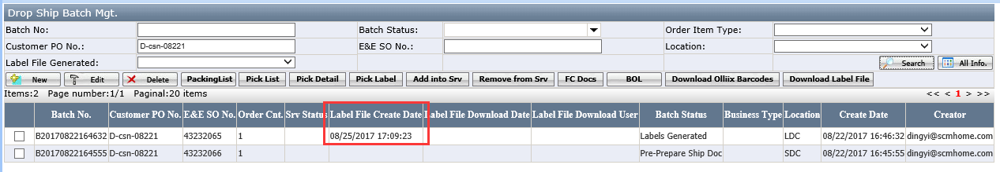 Drop Ship Batch Mgt.
Batch No: Batch Status: Order Item Type:
Customer PO No.: D-csn-08221 E&E SO No.: Location:
Label File Generated: Search All Info.
New Edit Delete PackingList Pick List Pick Detail Pick Label Add into Srv Remove from Srv FC Docs BOL Download Olliix Barcodes Download Label File
Items:2 Page number:1/1 Paginal:20 items << < 1 > >>
Batch No. Customer PO No. E&E SO No. Order Cnt. Srv Status Label File Create Date Label File Download Date Label File Download User Batch Status Business Type Location Create Date Creator
B20170822164632 D-csn-08221 43232065 1 08/25/2017 17:09:23 Labels Generated LDC 08/22/2017 16:46:32 dingyi@scmhome.com
B20170822164555 D-csn-08221 43232066 1 Pre-Prepare Ship Doc SDC 08/22/2017 16:45:55 dingyi@scmhome.com